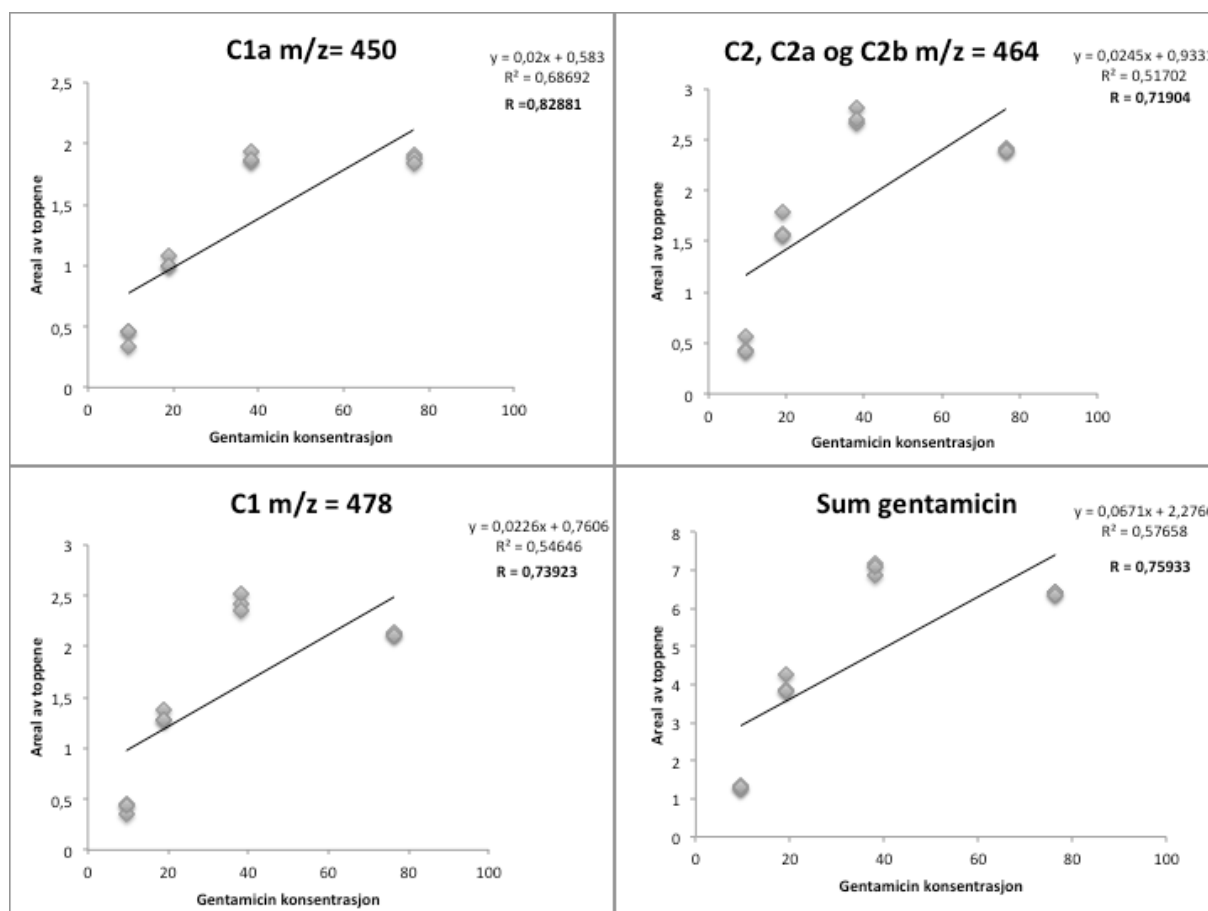 C1a m/z= 450
y = 0,02x + 0,583
R² = 0,68692
R =0,82881
2,5
2
1,5
1
0,5
0
Areal av toppene
0 20 40 60 80 100
Gentamicin konsentrasjon
C2, C2a og C2b m/z = 464
y = 0,0245x + 0,933
R² = 0,51702
R = 0,71904
3
2,5
2
1,5
1
0,5
0
Areal av toppene
0 20 40 60 80 100
Gentamicin konsentrasjon
C1 m/z = 478
y = 0,0226x + 0,7606
R² = 0,54646
R = 0,73923
3
2,5
2
1,5
1
0,5
0
Areal av toppene
0 20 40 60 80 100
Gentamicin konsentrasjon
Sum gentamicin
y = 0,0671x + 2,276
R² = 0,57658
R = 0,75933
8
7
6
5
4
3
2
1
0
Areal av toppene
0 20 40 60 80 100
Gentamicin konsentrasjon